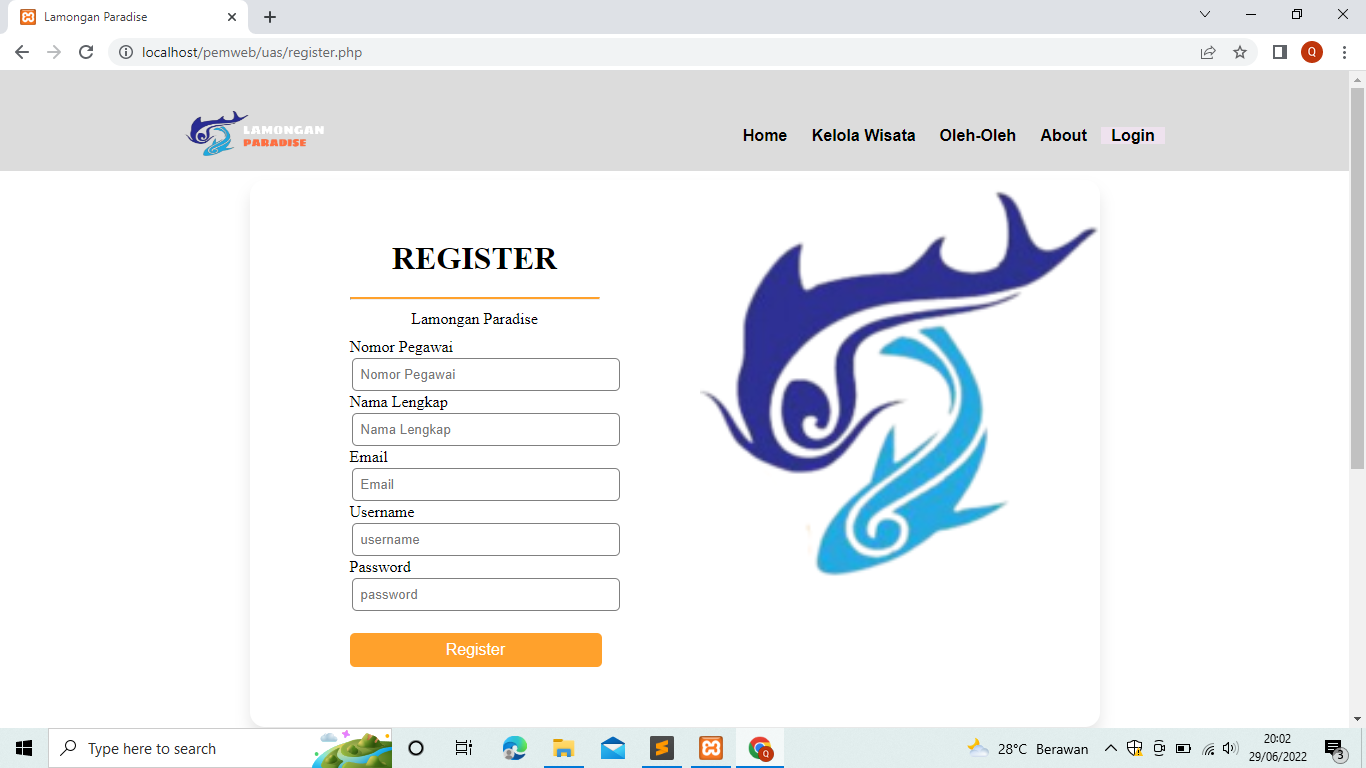 Lamongan Paradise
localhost/pemweb/uas/register.php
Q
LAMONGAN
PARADISE
Home Kelola Wisata Oleh-Oleh About Login
REGISTER
Lamongan Paradise
Nomor Pegawai
Nomor Pegawai
Nama Lengkap
Nama Lengkap
Email
Email
Username
username
Password
password
Register
Type here to search
Q
28°C Berawan
20:02
29/06/2022
3